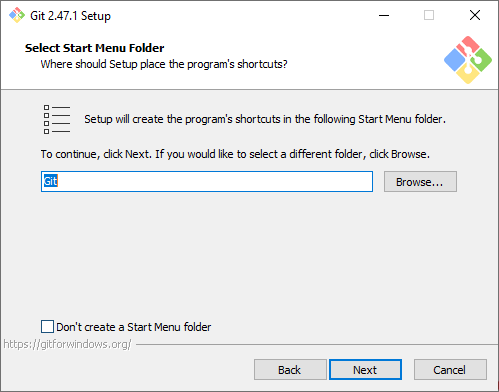 Git 2.47.1 Setup
Select Start Menu Folder
Where should Setup place the program's shortcuts?
Setup will create the program's shortcuts in the following Start Menu folder.
To continue, click Next. If you would like to select a different folder, click Browse.
Git
Browse...
Don't create a Start Menu folder
https://gitforwindows.org/
Back
Next
Cancel